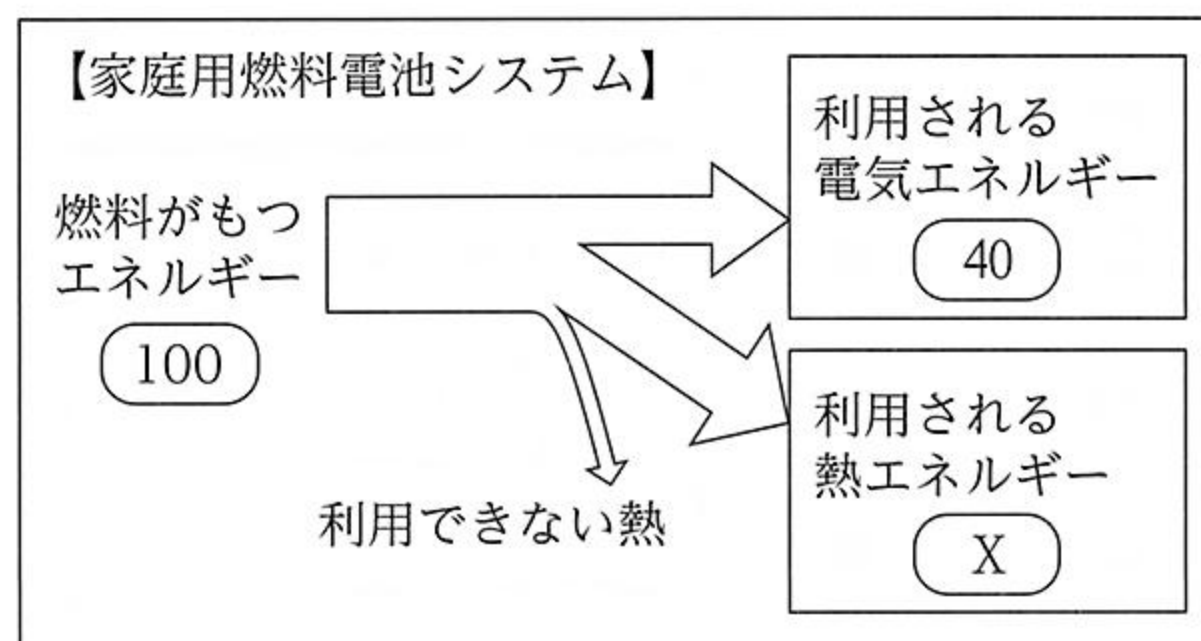 【家庭用燃料電池システム】
燃料がもつ
エネルギー
100
利用される
電気エネルギー
40
利用できない熱
利用される
熱エネルギー
X